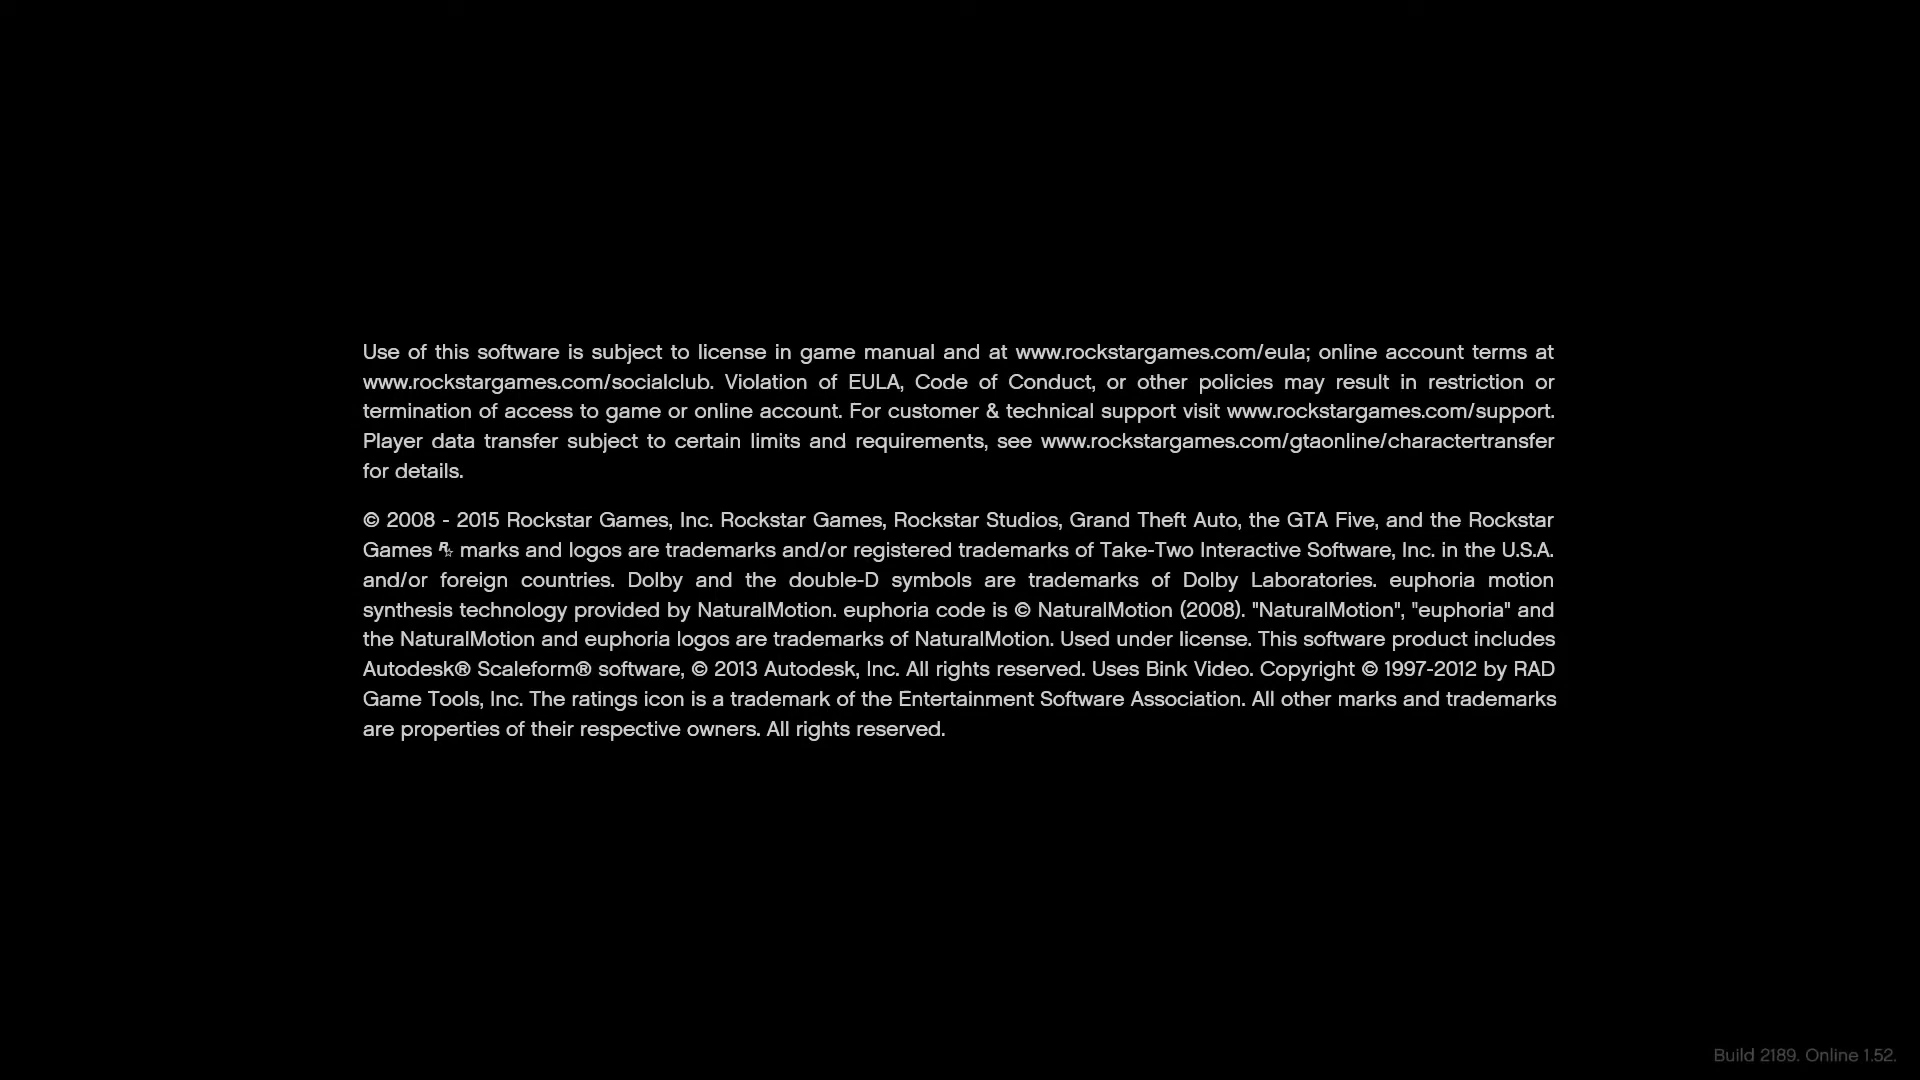 Use of this software is subject to license in game manual and at www.rockstargames.com/eula; online account terms at
www.rockstargames.com/socialclub. Violation of EULA, Code of Conduct, or other policies may result in restriction or
termination of access to game or online account. For customer & technical support visit www.rockstargames.com/support.
Player data transfer subject to certain limits and requirements, see www.rockstargames.com/gtaonline/charactertransfer
for details.
© 2008 - 2015 Rockstar Games, Inc. Rockstar Games, Rockstar Studios, Grand Theft Auto, the GTA Five, and the Rockstar
Games R* marks and logos are trademarks and/or registered trademarks of Take-Two Interactive Software, Inc. in the U.S.A.
and/or foreign countries. Dolby and the double-D symbols are trademarks of Dolby Laboratories. euphoria motion
synthesis technology provided by NaturalMotion. euphoria code is © NaturalMotion (2008). "NaturalMotion", "euphoria" and
the NaturalMotion and euphoria logos are trademarks of NaturalMotion. Used under license. This software product includes
Autodesk® Scaleform® software, © 2013 Autodesk, Inc. All rights reserved. Uses Bink Video. Copyright © 1997-2012 by RAD
Game Tools, Inc. The ratings icon is a trademark of the Entertainment Software Association. All other marks and trademarks
are properties of their respective owners. All rights reserved.
Build 2189. Online 1.52.